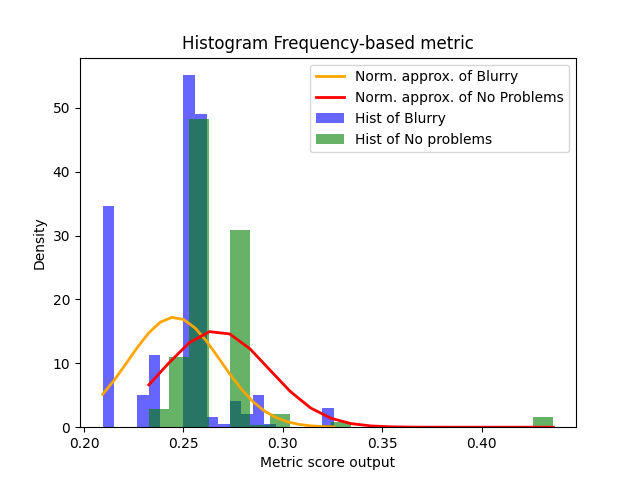 Histogram Frequency-based metric
Norm. approx. of Blurry
Norm. approx. of No Problems
Hist of Blurry
Hist of No problems
Density
50
40
30
20
10
0
0.20 0.25 0.30 0.35 0.40
Metric score output